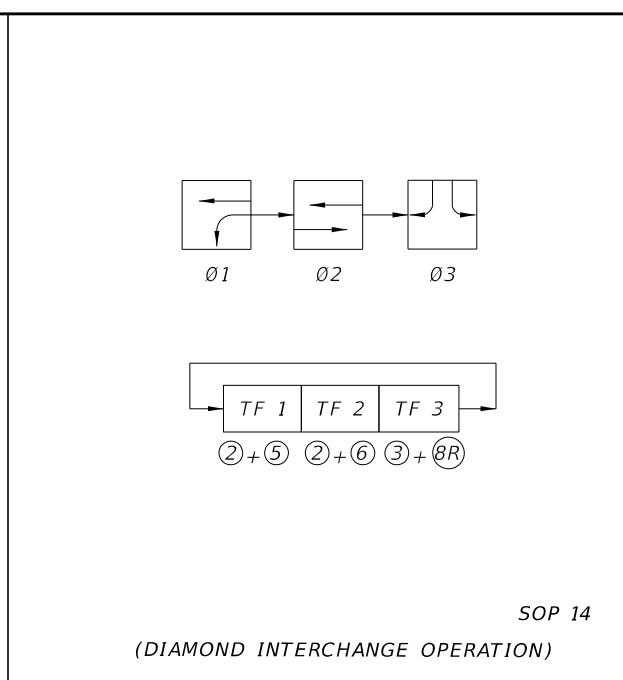 Ø1 Ø2 Ø3
TF 1 TF 2 TF 3
2+5 2+6 3+8R
SOP 14
(DIAMOND INTERCHANGE OPERATION)